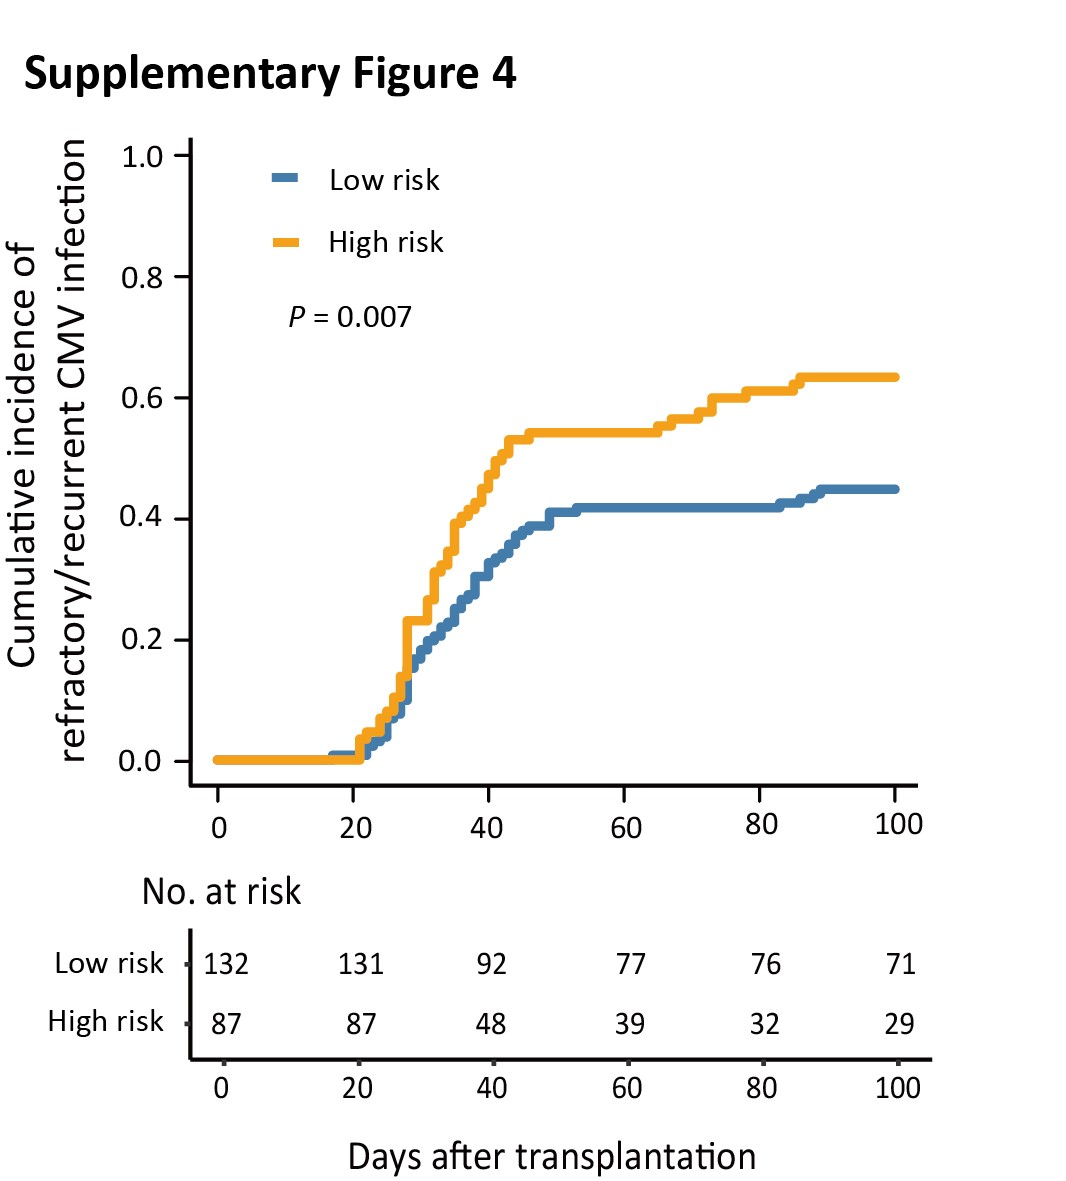 Supplementary Figure 4
Cumulative incidence of
refractory/recurrent CMV infection
1.0
0.8
0.6
0.4
0.2
0.0
Low risk
High risk
P = 0.007
0 20 40 60 80 100
No. at risk
Low risk 132 131 92 77 76 71
High risk 87 87 48 39 32 29
0 20 40 60 80 100
Days after transplantation